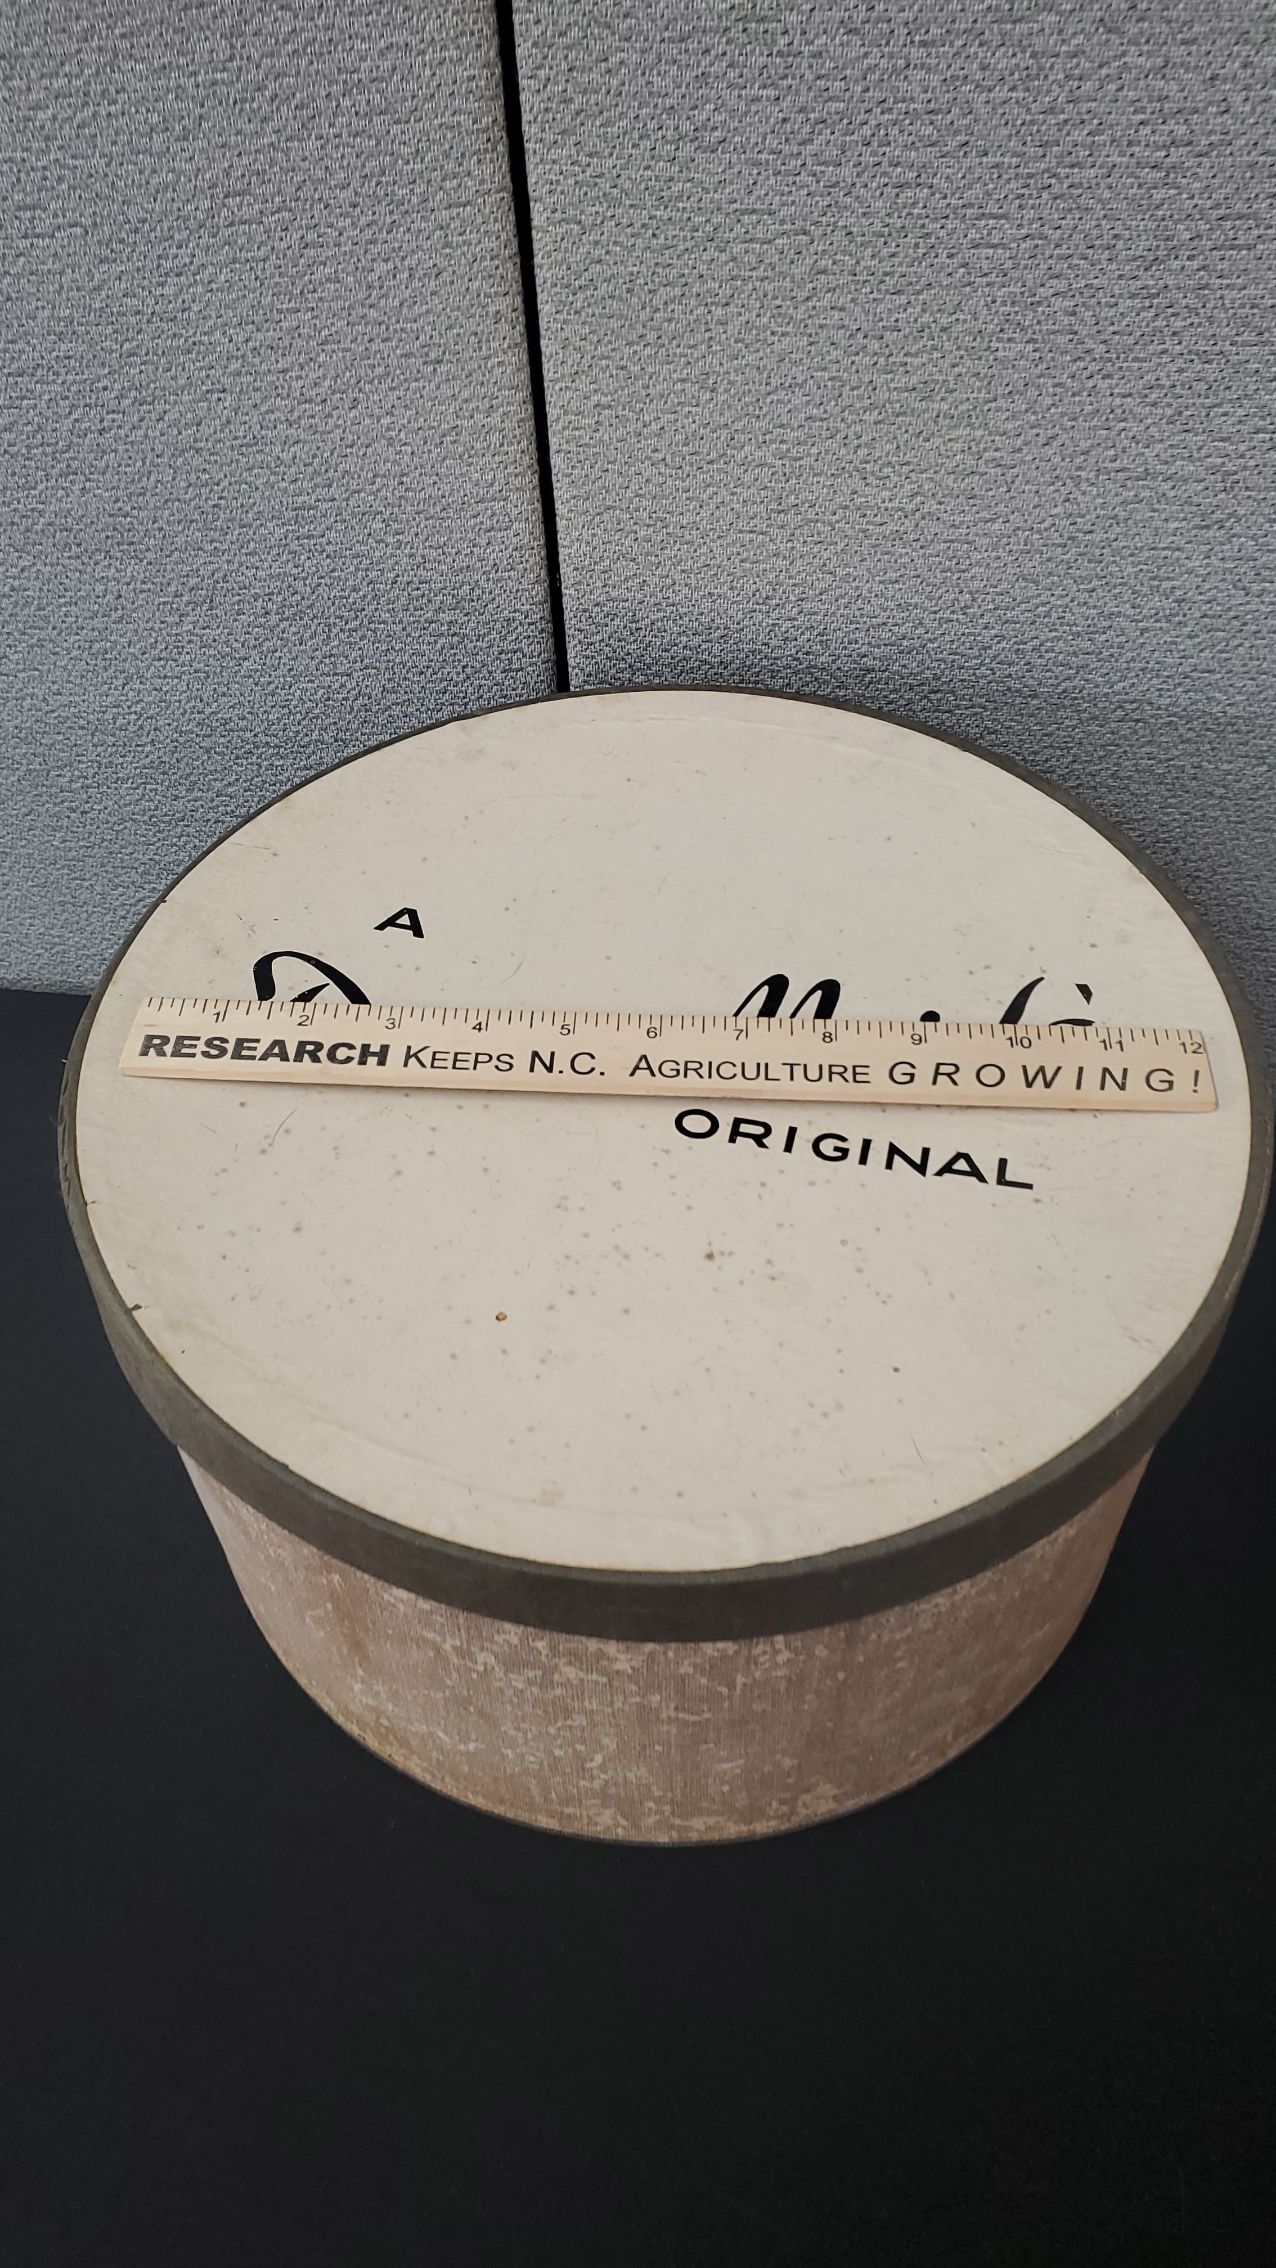 A
1 2 3 4 5 6 7 8 9 10 11 12
RESEARCH KEEPS N.C. AGRICULTURE GROWING!
ORIGINAL